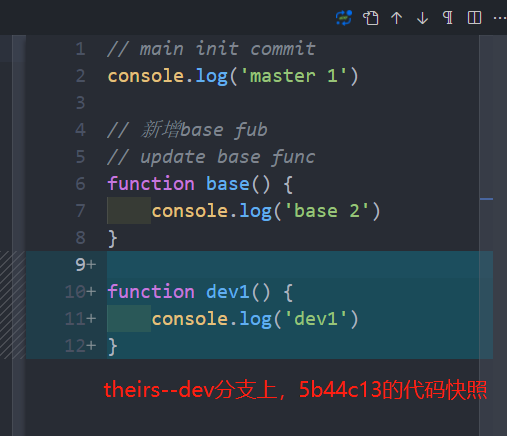 1 // main init commit
2 console.log('master 1')
3
4 // 新增base fub
5 // update base func
6 function base() {
7     console.log('base 2')
8 }
9+
10+ function dev1() {
11+     console.log('dev1')
12+ }
theirs--dev分支上，5b44c13的代码快照